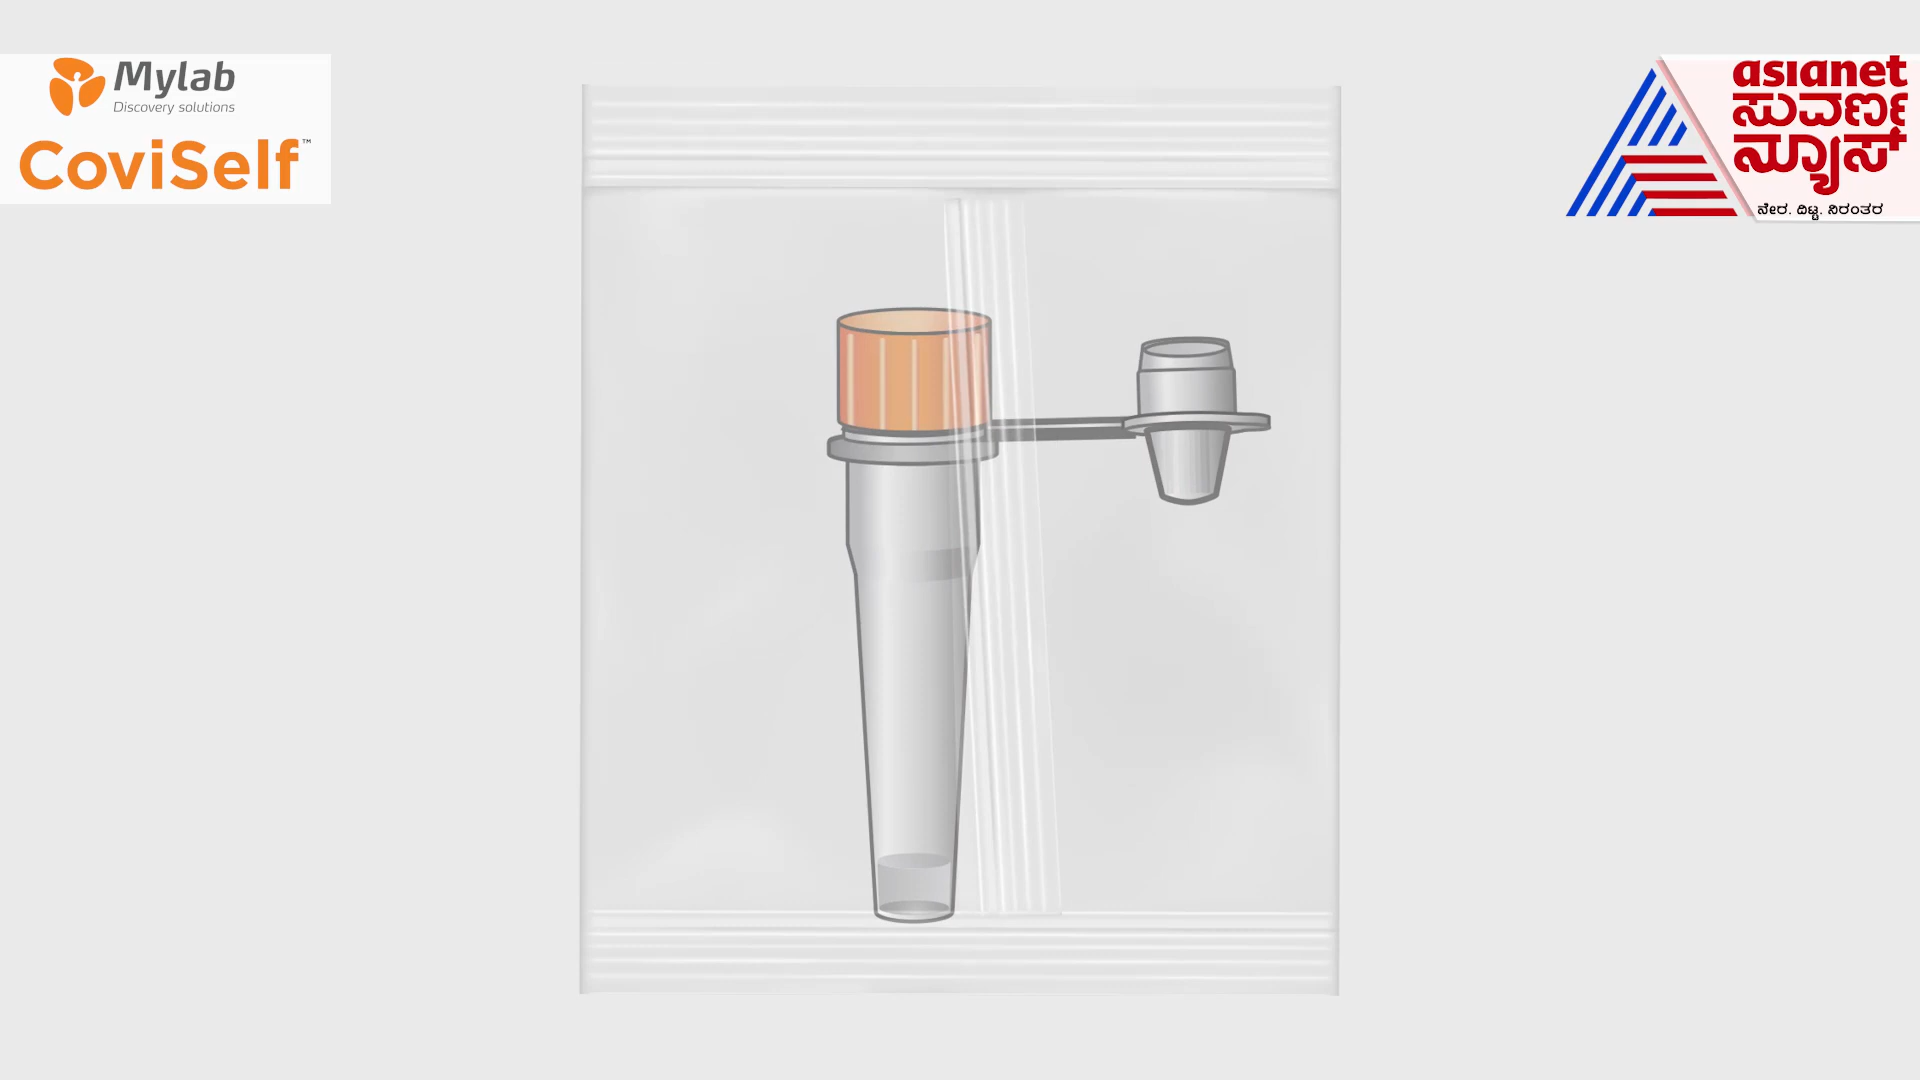 Mylab
Discovery solutions
CoviSelf™
asianet
ಸುವರ್ಣ
ನ್ಯೂಸ್
ನೇರ. ದಿಟ್ಟ. ನಿರಂತರ